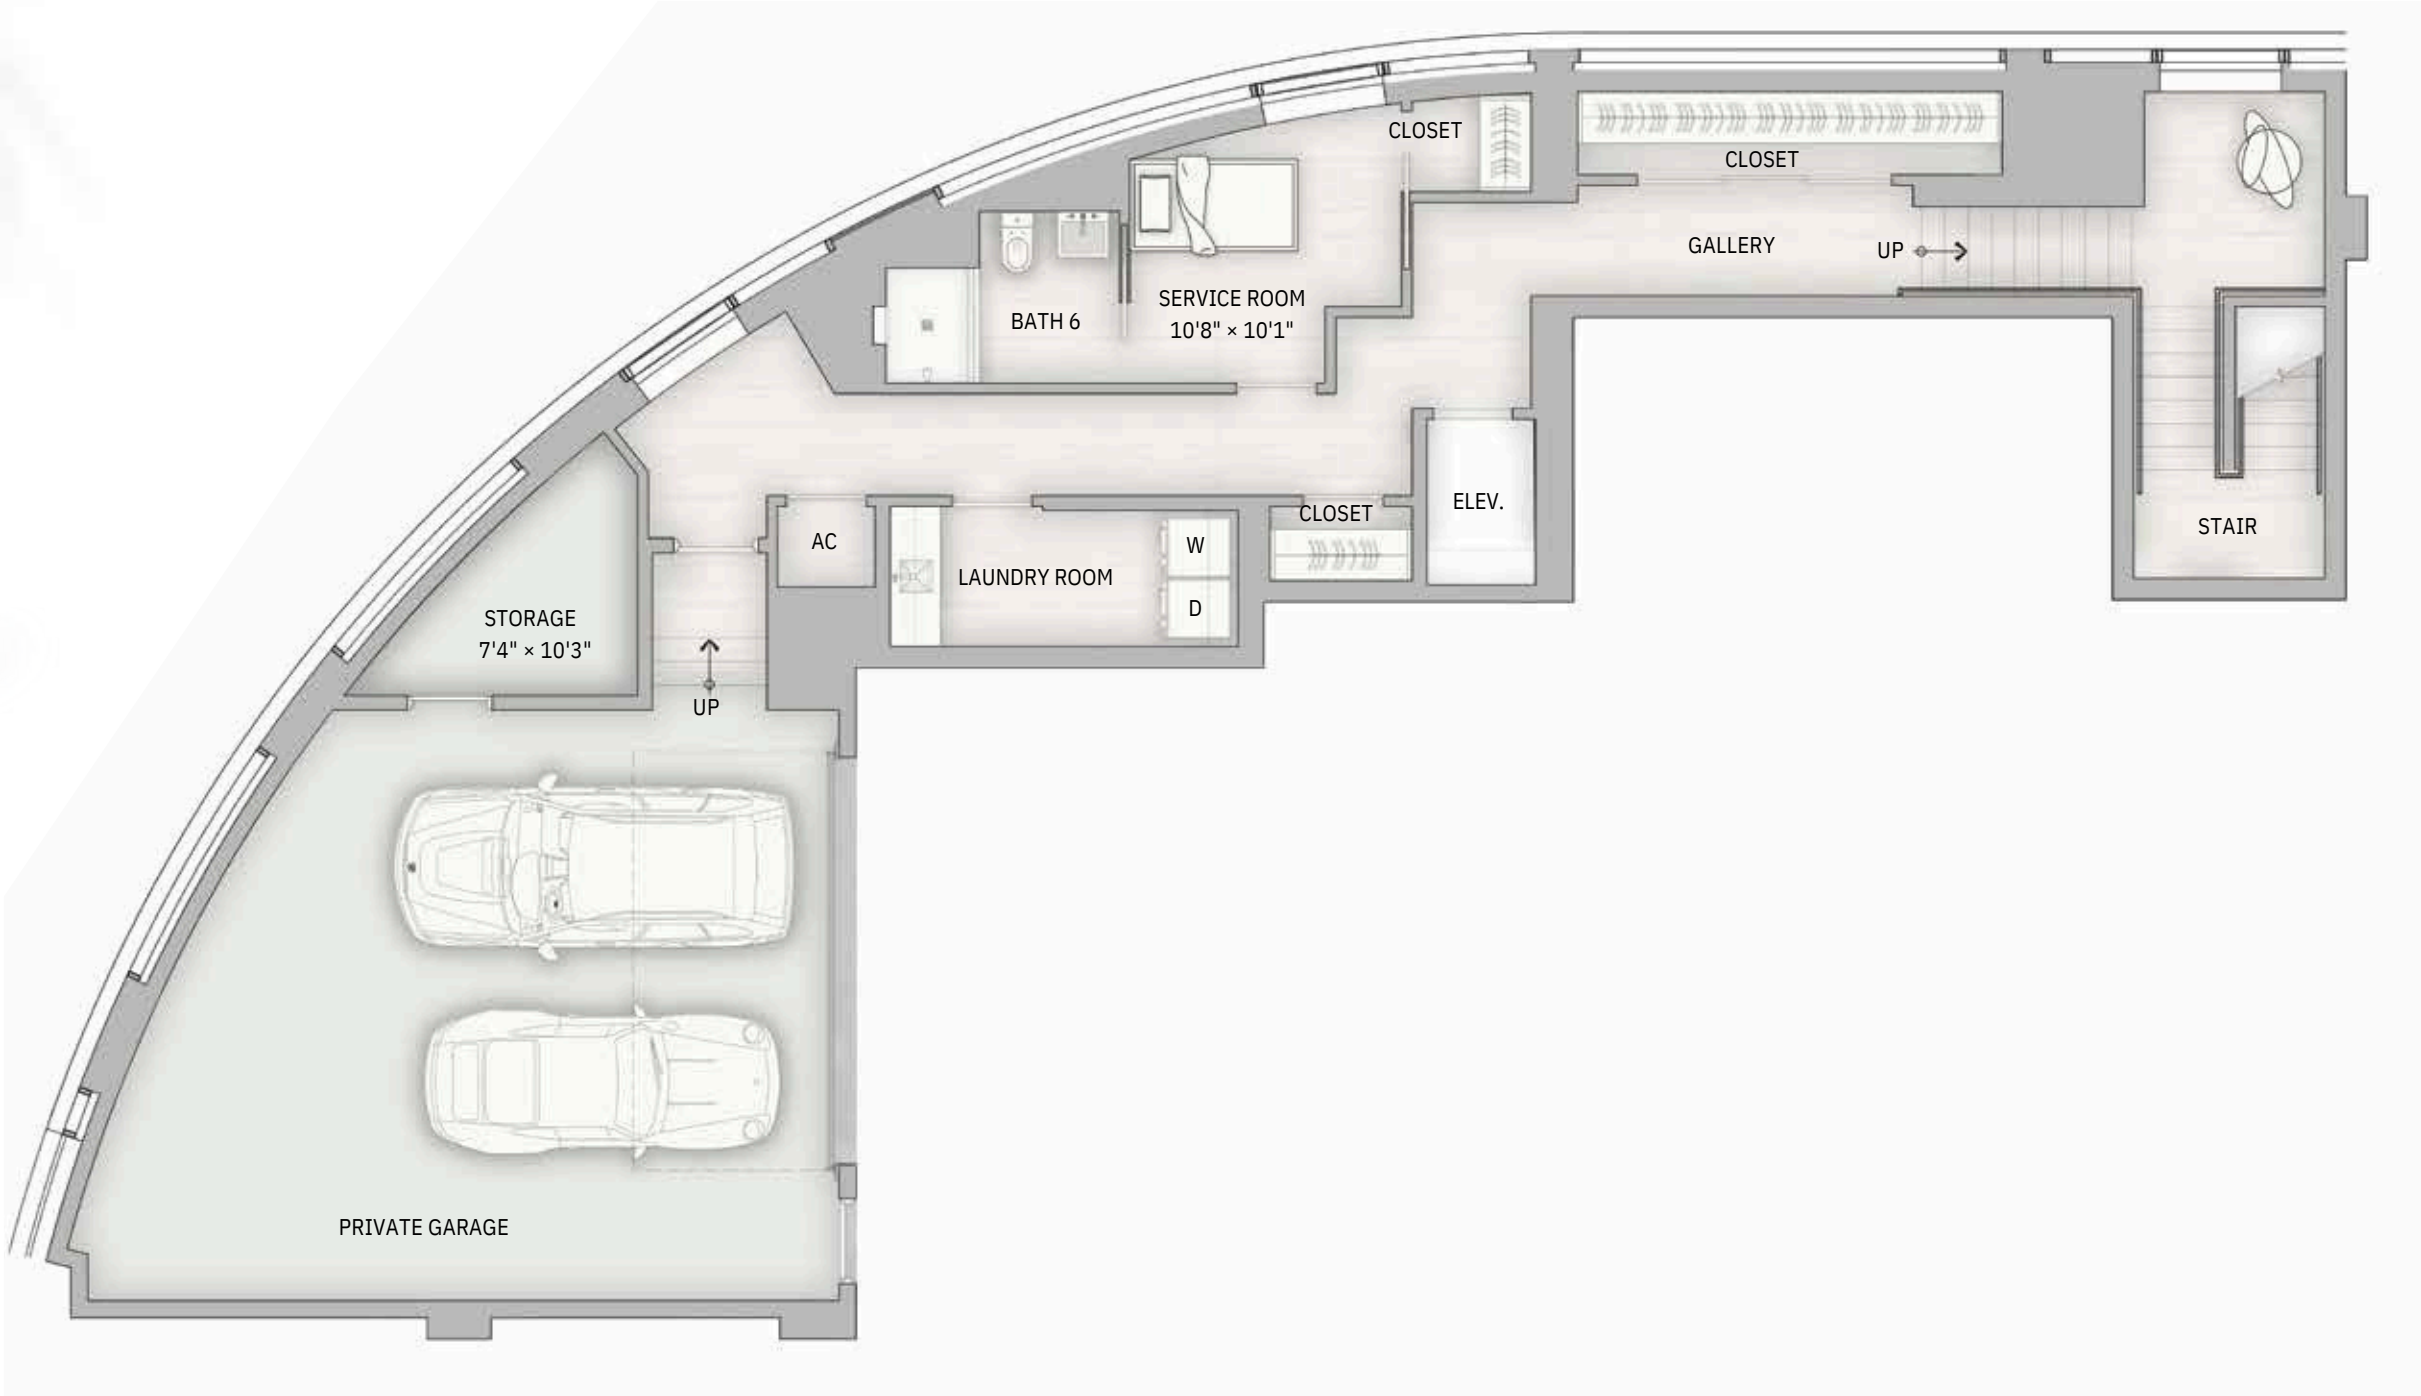 CLOSET
CLOSET
GALLERY
UP
SERVICE ROOM
10'8" × 10'1"
BATH 6
ELEV.
CLOSET
STAIR
AC
W
LAUNDRY ROOM
D
STORAGE
7'4" × 10'3"
UP
PRIVATE GARAGE